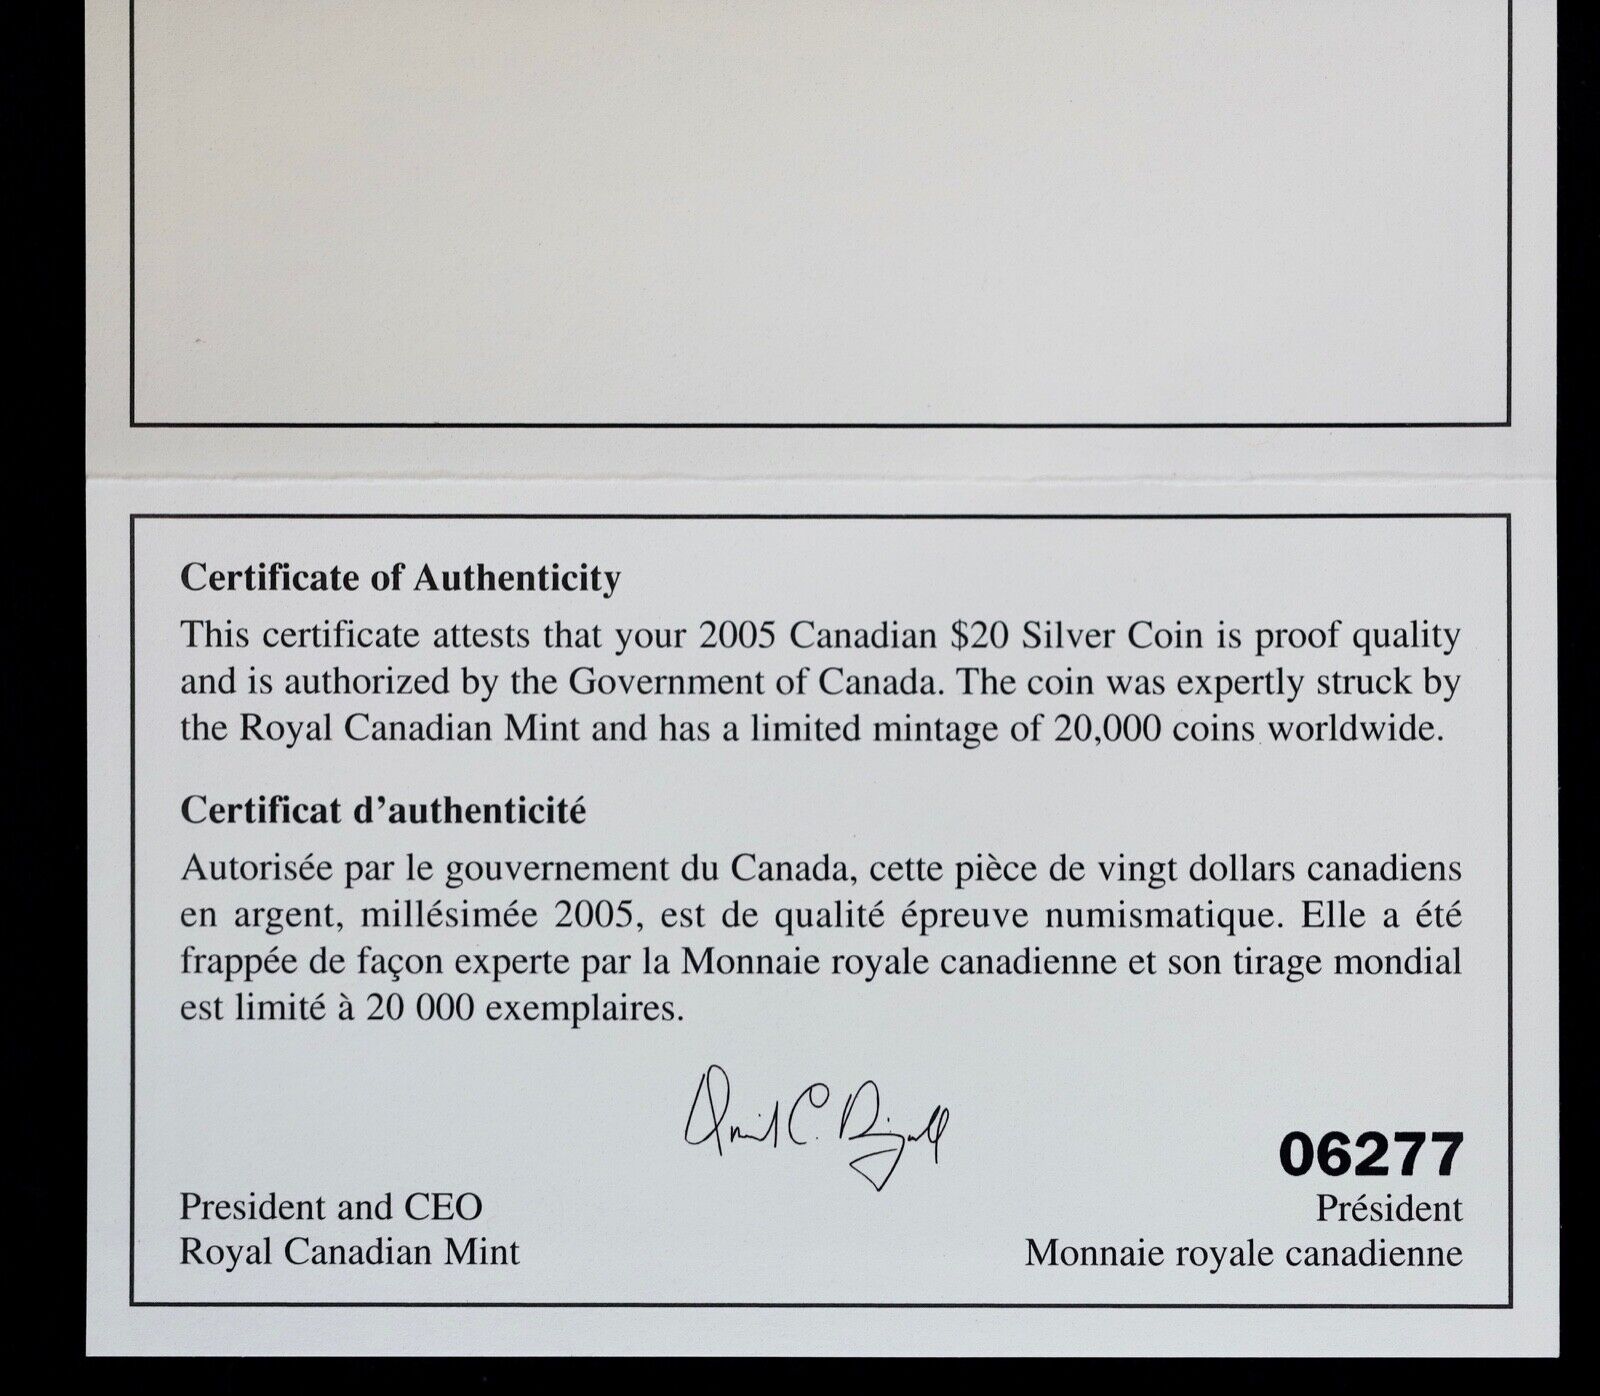 Certificate of Authenticity
This certificate attests that your 2005 Canadian $20 Silver Coin is proof quality
and is authorized by the Government of Canada. The coin was expertly struck by
the Royal Canadian Mint and has a limited mintage of 20,000 coins worldwide.
Certificat d’authenticité
Autorisée par le gouvernement du Canada, cette pièce de vingt dollars canadiens
en argent, millésimée 2005, est de qualité épreuve numismatique. Elle a été
frappée de façon experte par la Monnaie royale canadienne et son tirage mondial
est limité à 20 000 exemplaires.
06277
President and CEO
Royal Canadian Mint
Président
Monnaie royale canadienne